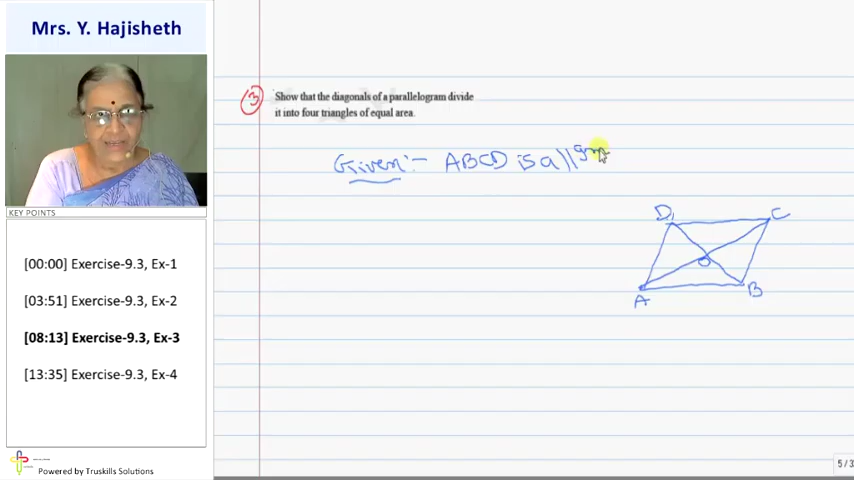 Mrs. Y. Hajisheth
KEY POINTS
[00:00] Exercise-9.3, Ex-1
[03:51] Exercise-9.3, Ex-2
[08:13] Exercise-9.3, Ex-3
[13:35] Exercise-9.3, Ex-4
Powered by Truskills Solutions
3
Show that the diagonals of a parallelogram divide
it into four triangles of equal area.
Given :- ABCD is a ||gm
D C
O
A B
5/3